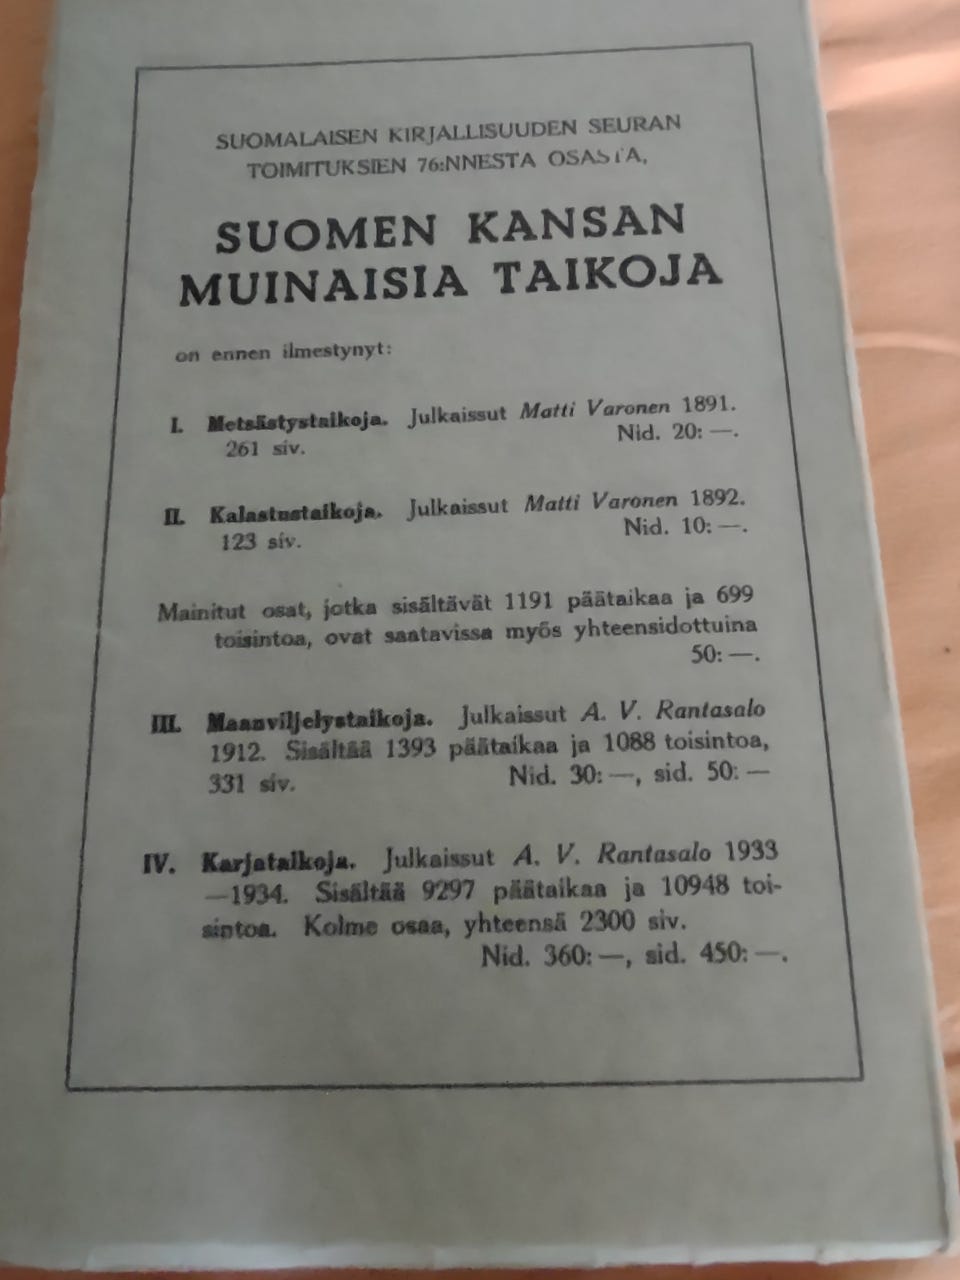 SUOMALAISEN KIRJALLISUUDEN SEURAN
TOIMITUKSIEN 76:NNESTA OSASTA,
SUOMEN KANSAN
MUINAISIA TAIKOJA
on ennen ilmestynyt:
I. Metsästystaikoja. Julkaissut Matti Varonen 1891.
261 siv. Nid. 20: —.
II. Kalastustaikoja. Julkaissut Matti Varonen 1892.
123 siv. Nid. 10: —.
Mainitut osat, jotka sisältävät 1191 päätaikaa ja 699
toisintoa, ovat saatavissa myös yhteensidottuina
50: —.
III. Maanviljelystaikoja. Julkaissut A. V. Rantasalo
1912. Sisältää 1393 päätaikaa ja 1088 toisintoa,
331 siv. Nid. 30: —, sid. 50: —
IV. Karjataikoja. Julkaissut A. V. Rantasalo 1933
—1934. Sisältää 9297 päätaikaa ja 10948 toi-
sintoa. Kolme osaa, yhteensä 2300 siv.
Nid. 360: —, sid. 450: —.